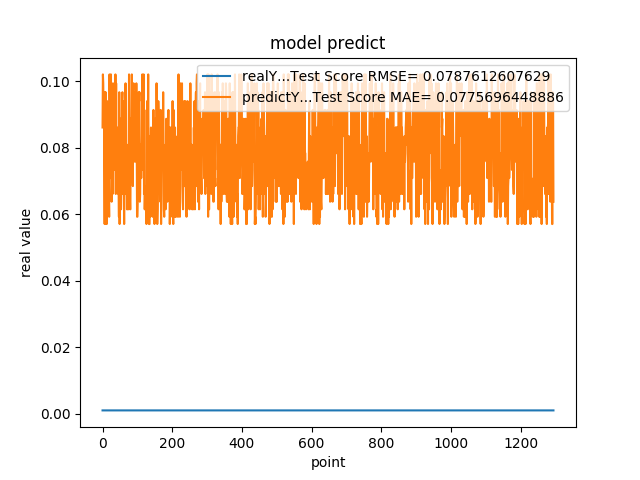 model predict
realY...Test Score RMSE= 0.0787612607629
predictY...Test Score MAE= 0.0775696448886
0.10
0.08
0.06
0.04
0.02
0.00
real value
0 200 400 600 800 1000 1200
point